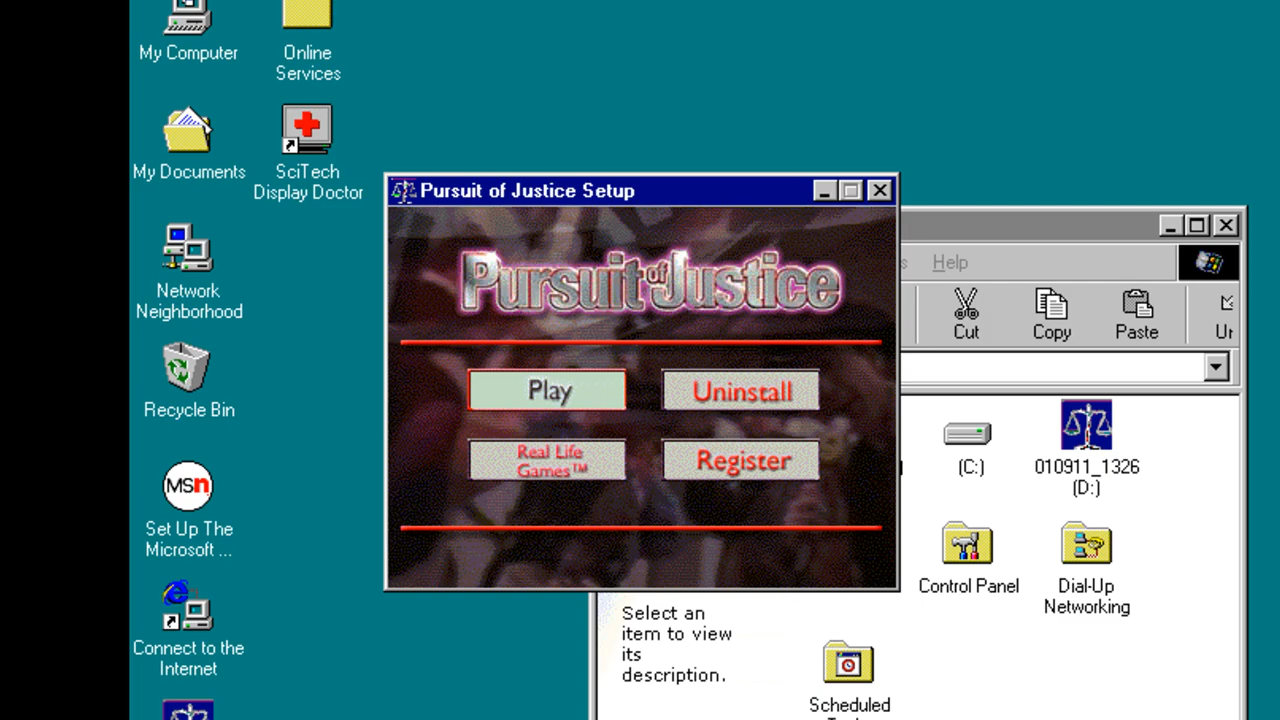 My Computer
Online
Services
My Documents
SciTech
Display Doctor
Network
Neighborhood
Recycle Bin
msn
Set Up The
Microsoft ...
Connect to the
Internet
Pursuit of Justice Setup
Pursuit of Justice
Play
Uninstall
Real Life
Games™
Register
Help
Cut
Copy
Paste
(C:)
010911_1326
(D:)
Control Panel
Dial-Up
Networking
Select an
item to view
its
description.
Scheduled